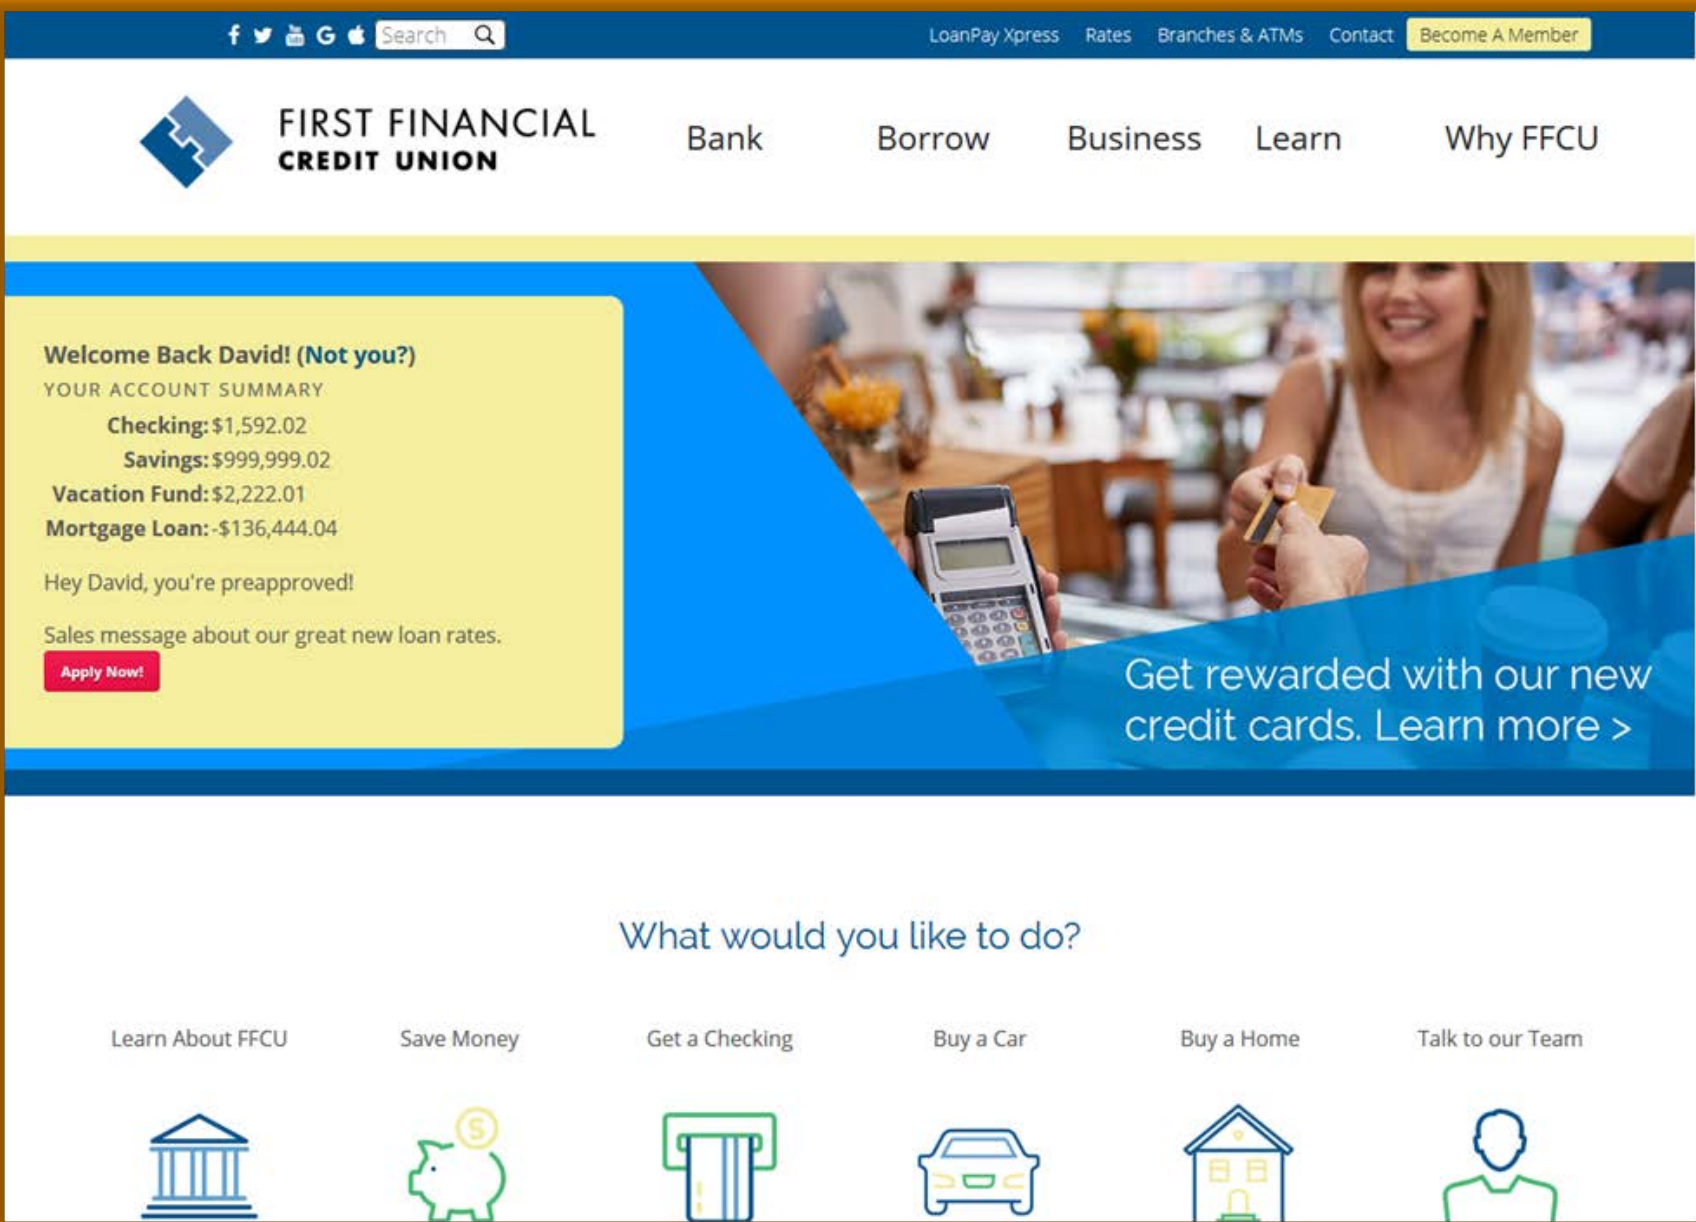 Search
LoanPay Xpress Rates Branches & ATMs Contact Become A Member
FIRST FINANCIAL
CREDIT UNION
Bank Borrow Business Learn Why FFCU
Welcome Back David! (Not you?)
YOUR ACCOUNT SUMMARY
Checking: $1,592.02
Savings: $999,999.02
Vacation Fund: $2,222.01
Mortgage Loan: -$136,444.04
Hey David, you're preapproved!
Sales message about our great new loan rates.
Apply Now!
Get rewarded with our new
credit cards. Learn more >
What would you like to do?
Learn About FFCU Save Money Get a Checking Buy a Car Buy a Home Talk to our Team